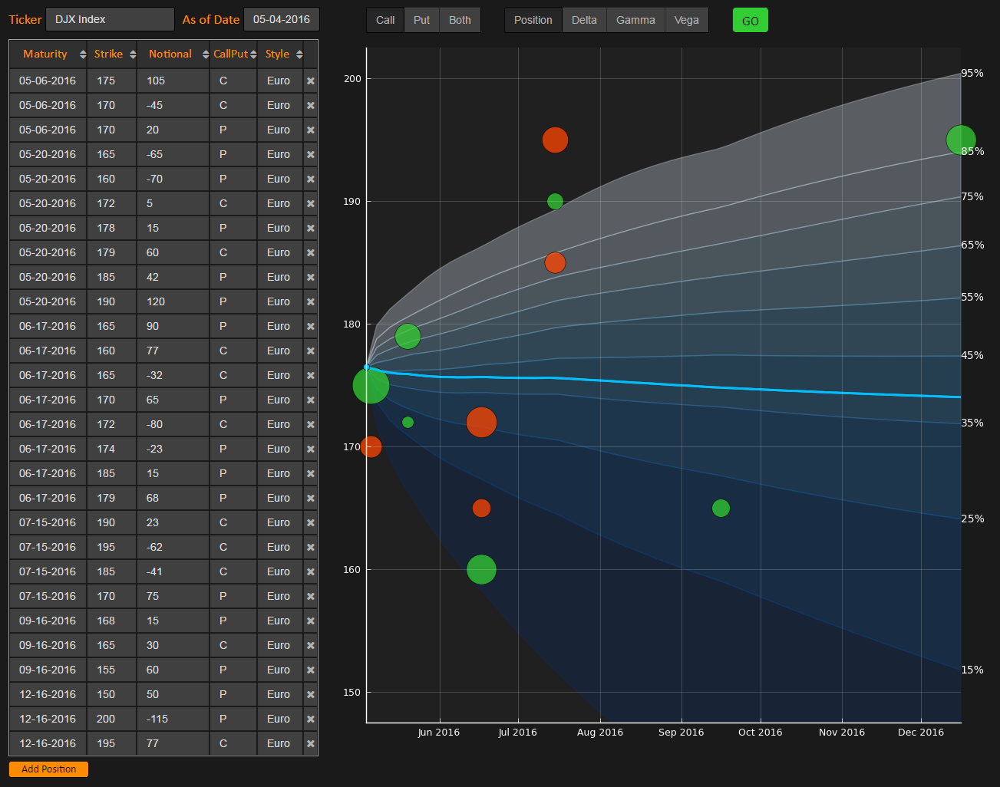 Ticker DJX Index As of Date 05-04-2016 Call Put Both Position Delta Gamma Vega GO
Maturity Strike Notional CallPut Style
05-06-2016 175 105 C Euro
05-06-2016 170 -45 C Euro
05-06-2016 170 20 P Euro
05-20-2016 165 -65 P Euro
05-20-2016 160 -70 P Euro
05-20-2016 172 5 C Euro
05-20-2016 178 15 P Euro
05-20-2016 179 60 C Euro
05-20-2016 185 42 P Euro
05-20-2016 190 120 P Euro
06-17-2016 165 90 P Euro
06-17-2016 160 77 C Euro
06-17-2016 165 -32 C Euro
06-17-2016 170 65 P Euro
06-17-2016 172 -80 C Euro
06-17-2016 174 -23 P Euro
06-17-2016 185 15 P Euro
06-17-2016 179 68 P Euro
07-15-2016 190 23 C Euro
07-15-2016 195 -62 C Euro
07-15-2016 185 -41 C Euro
07-15-2016 170 75 P Euro
09-16-2016 168 15 P Euro
09-16-2016 165 30 C Euro
09-16-2016 155 60 P Euro
12-16-2016 150 50 P Euro
12-16-2016 200 -115 P Euro
12-16-2016 195 77 C Euro
Add Position
200
190
180
170
160
150
95%
85%
75%
65%
55%
45%
35%
25%
15%
Jun 2016 Jul 2016 Aug 2016 Sep 2016 Oct 2016 Nov 2016 Dec 2016